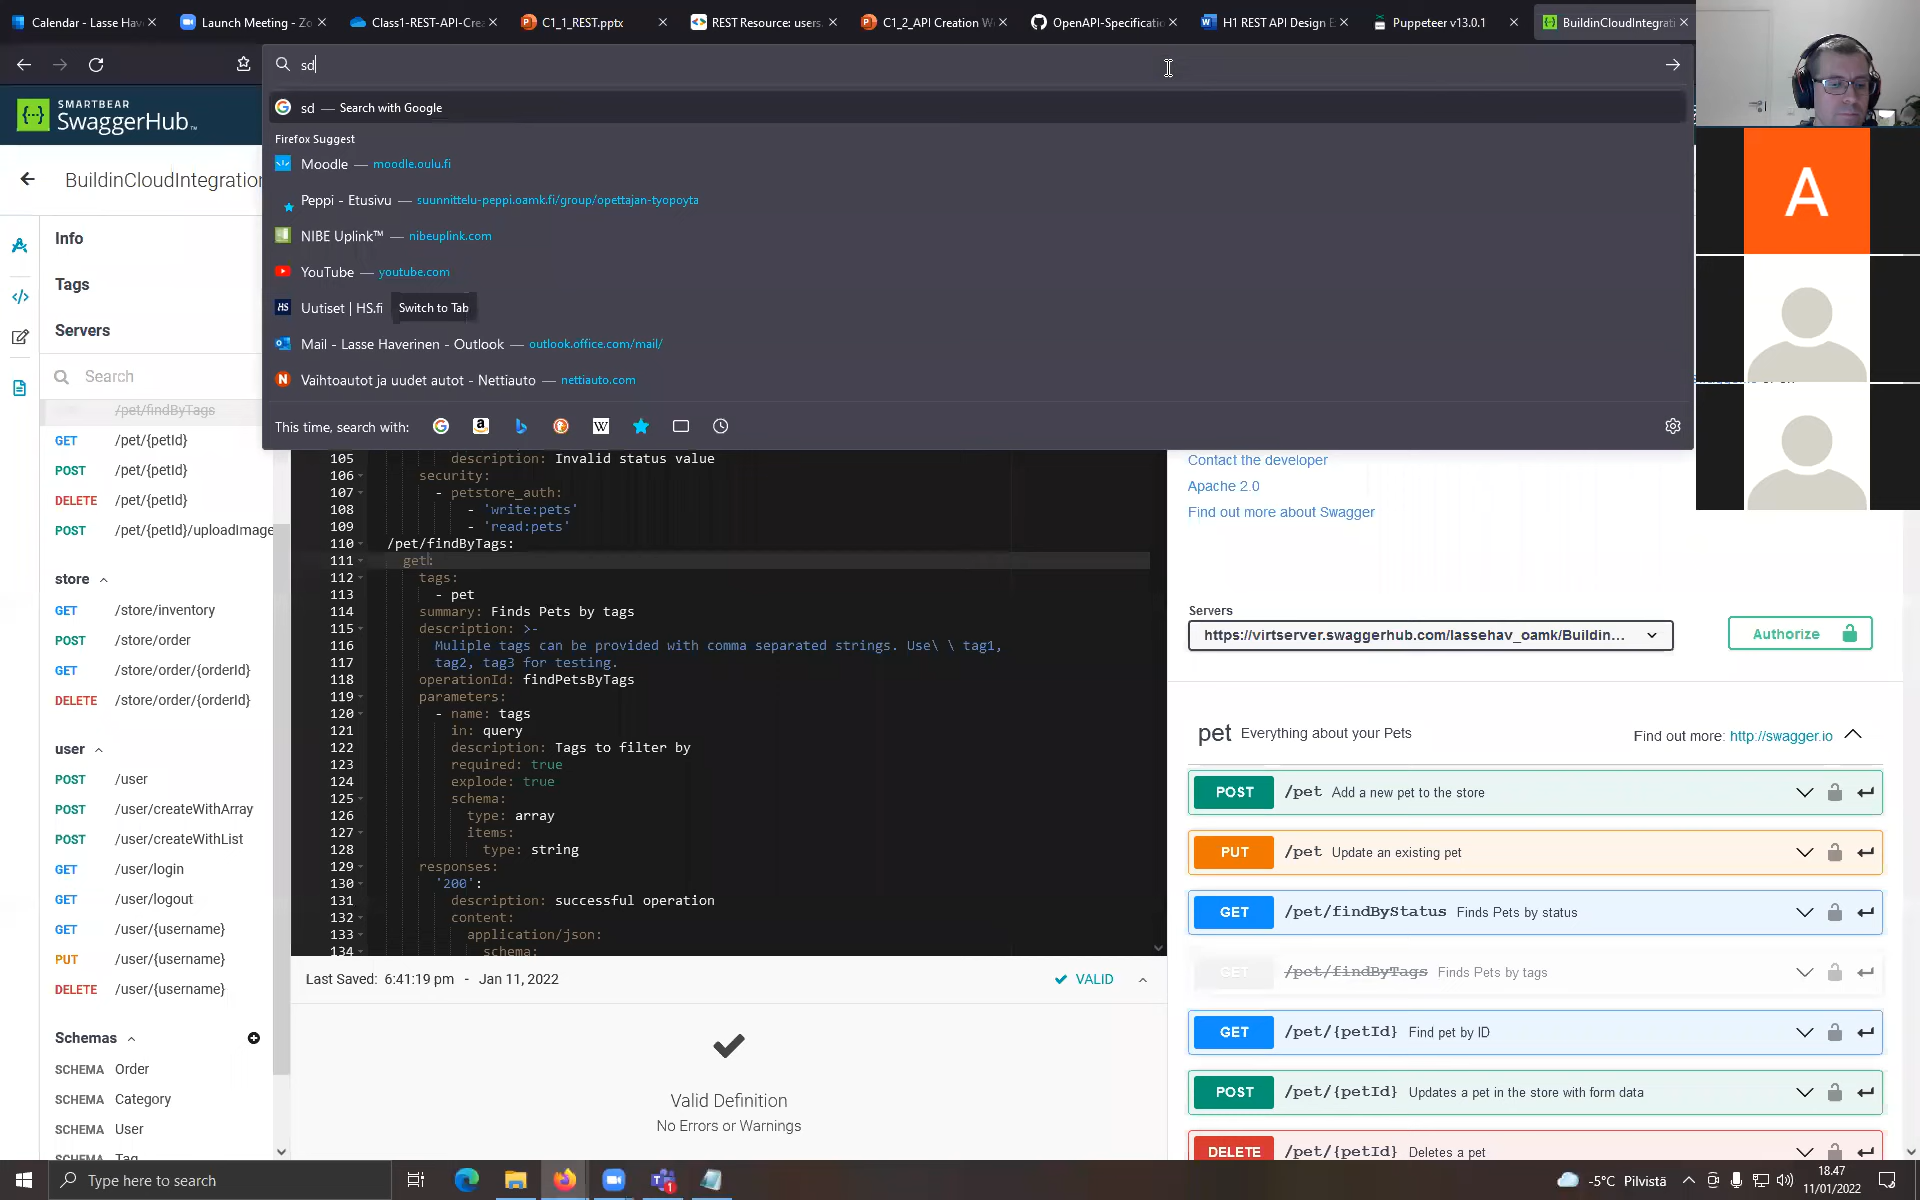 Calendar - Lasse Hav
Launch Meeting - Zo
Class1-REST-API-Crea
C1_1_REST.pptx
REST Resource: users.
C1_2_API Creation W
OpenAPI-Specificatio
H1 REST API Design E
Puppeteer v13.0.1
BuildinCloudIntegrati
sd
sd — Search with Google
Firefox Suggest
Moodle — moodle.oulu.fi
Peppi - Etusivu — suunnittelu-peppi.oamk.fi/group/opettajan-tyopoyta
NIBE Uplink™ — nibeuplink.com
YouTube — youtube.com
Uutiset | HS.fi Switch to Tab
Mail - Lasse Haverinen - Outlook — outlook.office.com/mail/
Vaihtoautot ja uudet autot - Nettiauto — nettiauto.com
This time, search with:
SMARTBEAR
SwaggerHub™
BuildinCloudIntegration
Info
Tags
Servers
Search
/pet/findByTags
GET /pet/{petId}
POST /pet/{petId}
DELETE /pet/{petId}
POST /pet/{petId}/uploadImage
store
GET /store/inventory
POST /store/order
GET /store/order/{orderId}
DELETE /store/order/{orderId}
user
POST /user
POST /user/createWithArray
POST /user/createWithList
GET /user/login
GET /user/logout
GET /user/{username}
PUT /user/{username}
DELETE /user/{username}
Schemas
SCHEMA Order
SCHEMA Category
SCHEMA User
SCHEMA Tag
105 description: Invalid status value
106 security:
107 - petstore_auth:
108 - 'write:pets'
109 - 'read:pets'
110 /pet/findByTags:
111 get:
112 tags:
113 - pet
114 summary: Finds Pets by tags
115 description: >-
116 Muliple tags can be provided with comma separated strings. Use\ \ tag1,
117 tag2, tag3 for testing.
118 operationId: findPetsByTags
119 parameters:
120 - name: tags
121 in: query
122 description: Tags to filter by
123 required: true
124 explode: true
125 schema:
126 type: array
127 items:
128 type: string
129 responses:
130 '200':
131 description: successful operation
132 content:
133 application/json:
134 schema:
Last Saved: 6:41:19 pm - Jan 11, 2022
VALID
Valid Definition
No Errors or Warnings
Contact the developer
Apache 2.0
Find out more about Swagger
Servers
https://virtserver.swaggerhub.com/lassehav_oamk/Buildin...
Authorize
pet Everything about your Pets
Find out more: http://swagger.io
POST /pet Add a new pet to the store
PUT /pet Update an existing pet
GET /pet/findByStatus Finds Pets by status
GET /pet/findByTags Finds Pets by tags
GET /pet/{petId} Find pet by ID
POST /pet/{petId} Updates a pet in the store with form data
DELETE /pet/{petId} Deletes a pet
A
Type here to search
-5°C Pilvistä
18.47
11/01/2022